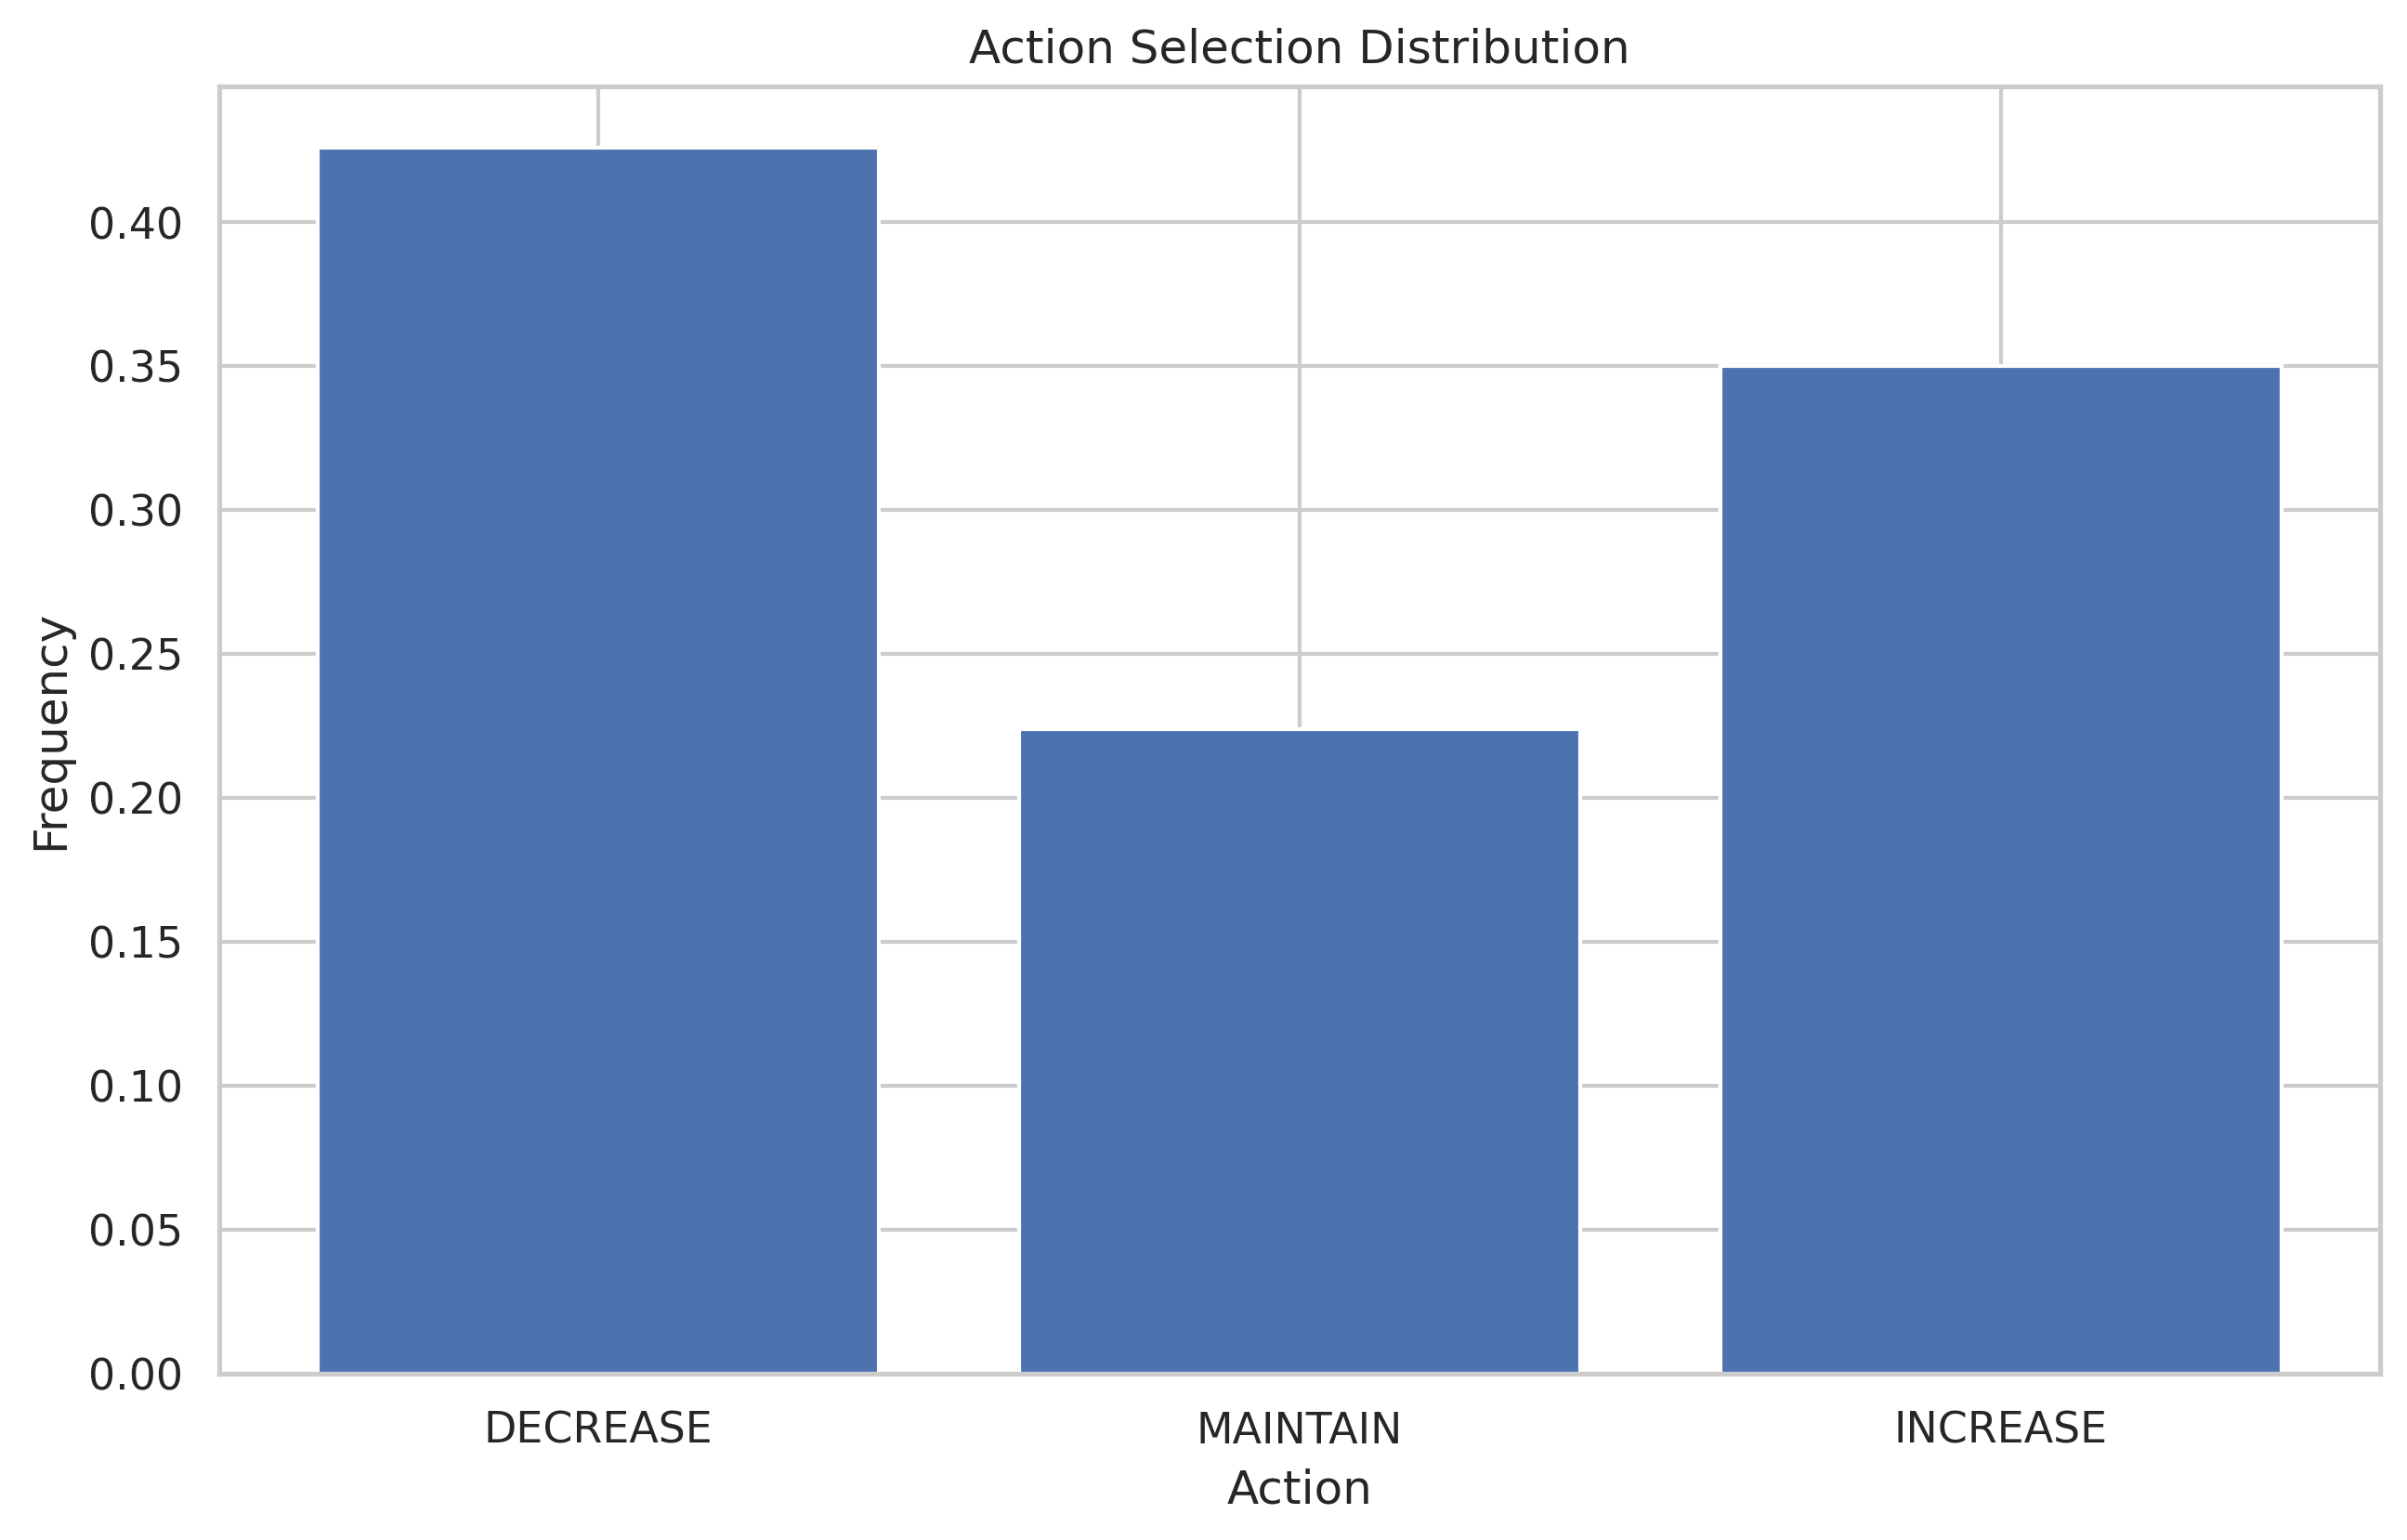 Action Selection Distribution
Frequency
0.40
0.35
0.30
0.25
0.20
0.15
0.10
0.05
0.00
DECREASE MAINTAIN INCREASE
Action